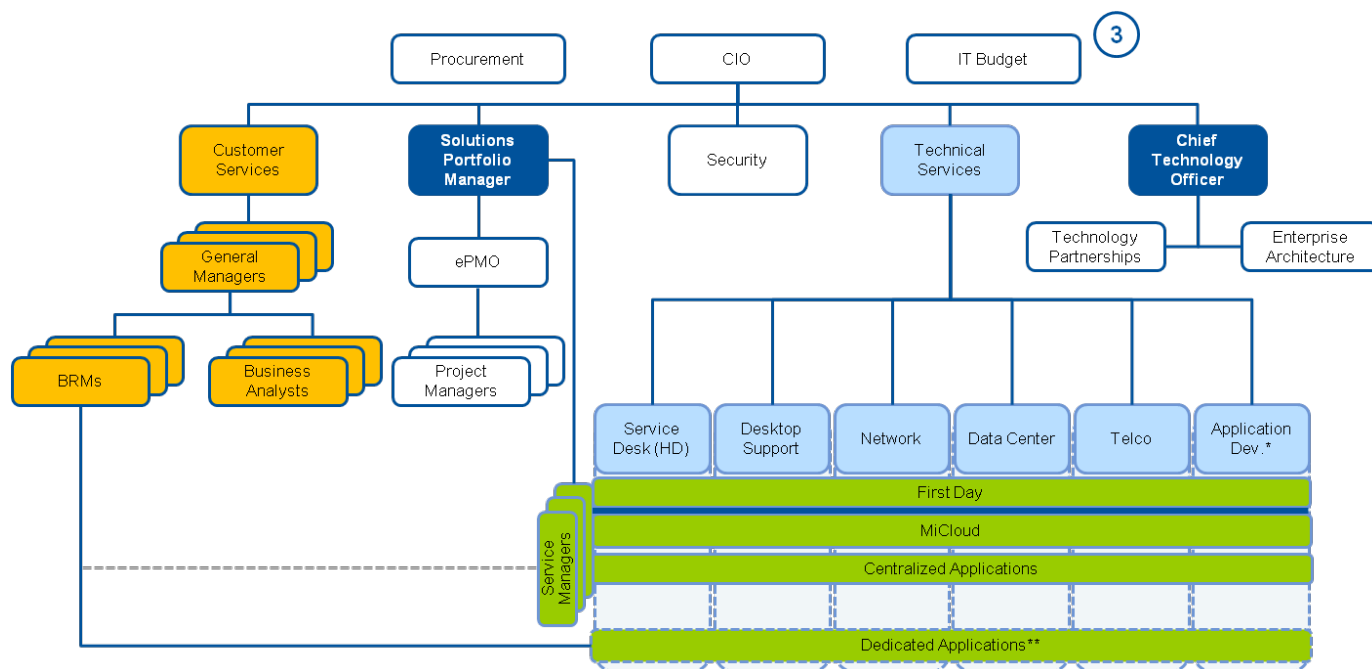 3
Procurement
CIO
IT Budget
Customer
Services
Solutions
Portfolio
Manager
Security
Technical
Services
Chief
Technology
Officer
General
Managers
ePMO
Technology
Partnerships
Enterprise
Architecture
BRMs
Business
Analysts
Project
Managers
Service
Desk (HD)
Desktop
Support
Network
Data Center
Telco
Application
Dev.*
Service
Managers
First Day
MiCloud
Centralized Applications
Dedicated Applications**